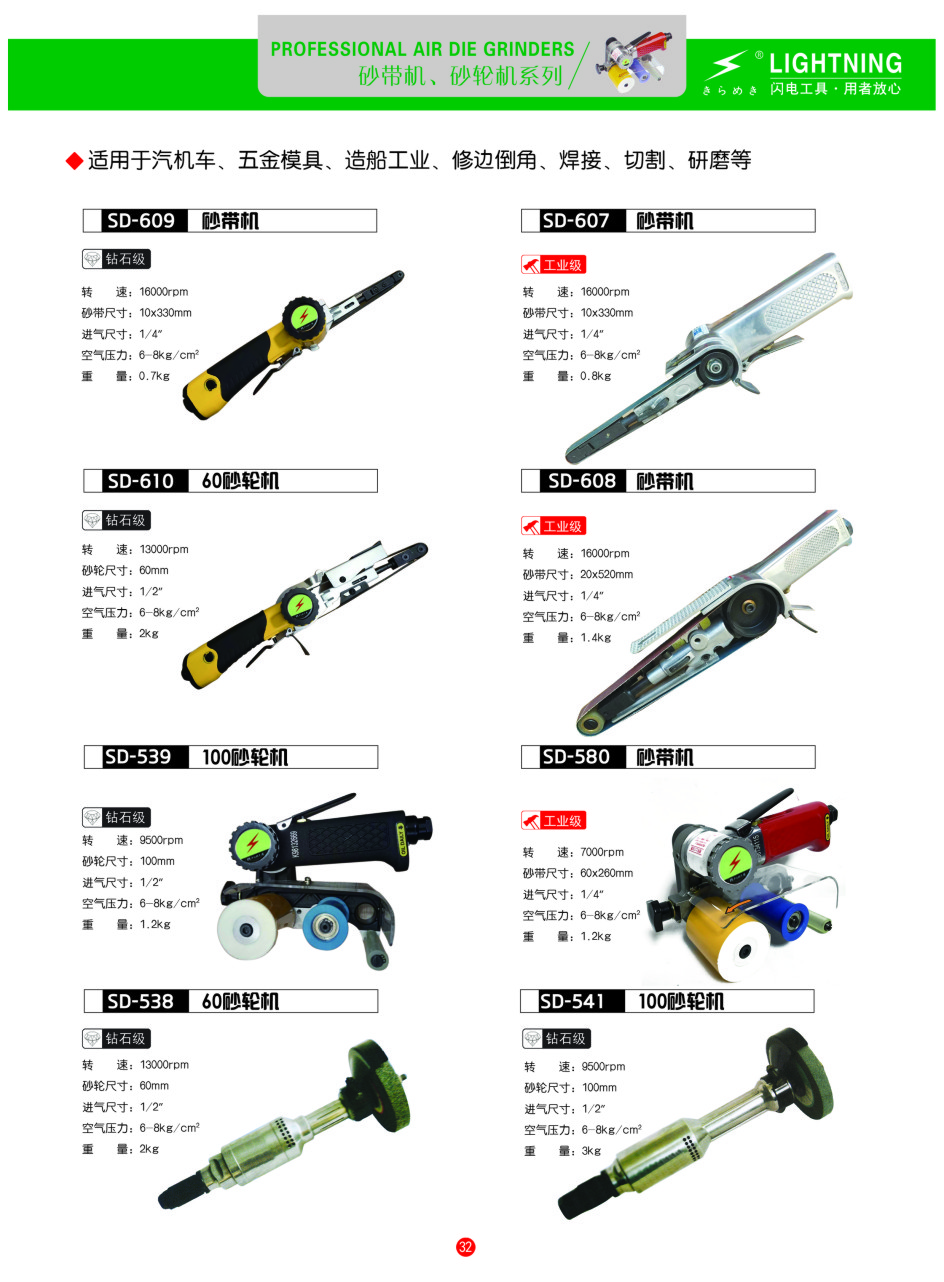 PROFESSIONAL AIR DIE GRINDERS
砂带机、砂轮机系列
® LIGHTNING
きらめき 闪电工具·用者放心
适用于汽机车、五金模具、造船工业、修边倒角、焊接、切割、研磨等
SD-609 砂带机
钻石级
转 速：16000rpm
砂带尺寸：10x330mm
进气尺寸：1/4″
空气压力：6-8kg/cm²
重 量：0.7kg
SD-607 砂带机
工业级
转 速：16000rpm
砂带尺寸：10x330mm
进气尺寸：1/4″
空气压力：6-8kg/cm²
重 量：0.8kg
SD-610 60砂轮机
钻石级
转 速：13000rpm
砂轮尺寸：60mm
进气尺寸：1/2″
空气压力：6-8kg/cm²
重 量：2kg
SD-608 砂带机
工业级
转 速：16000rpm
砂带尺寸：20x520mm
进气尺寸：1/4″
空气压力：6-8kg/cm²
重 量：1.4kg
SD-539 100砂轮机
钻石级
转 速：9500rpm
砂轮尺寸：100mm
进气尺寸：1/2″
空气压力：6-8kg/cm²
重 量：1.2kg
SD-580 砂带机
工业级
转 速：7000rpm
砂带尺寸：60x260mm
进气尺寸：1/4″
空气压力：6-8kg/cm²
重 量：1.2kg
SD-538 60砂轮机
钻石级
转 速：13000rpm
砂轮尺寸：60mm
进气尺寸：1/2″
空气压力：6-8kg/cm²
重 量：2kg
SD-541 100砂轮机
钻石级
转 速：9500rpm
砂轮尺寸：100mm
进气尺寸：1/2″
空气压力：6-8kg/cm²
重 量：3kg
32